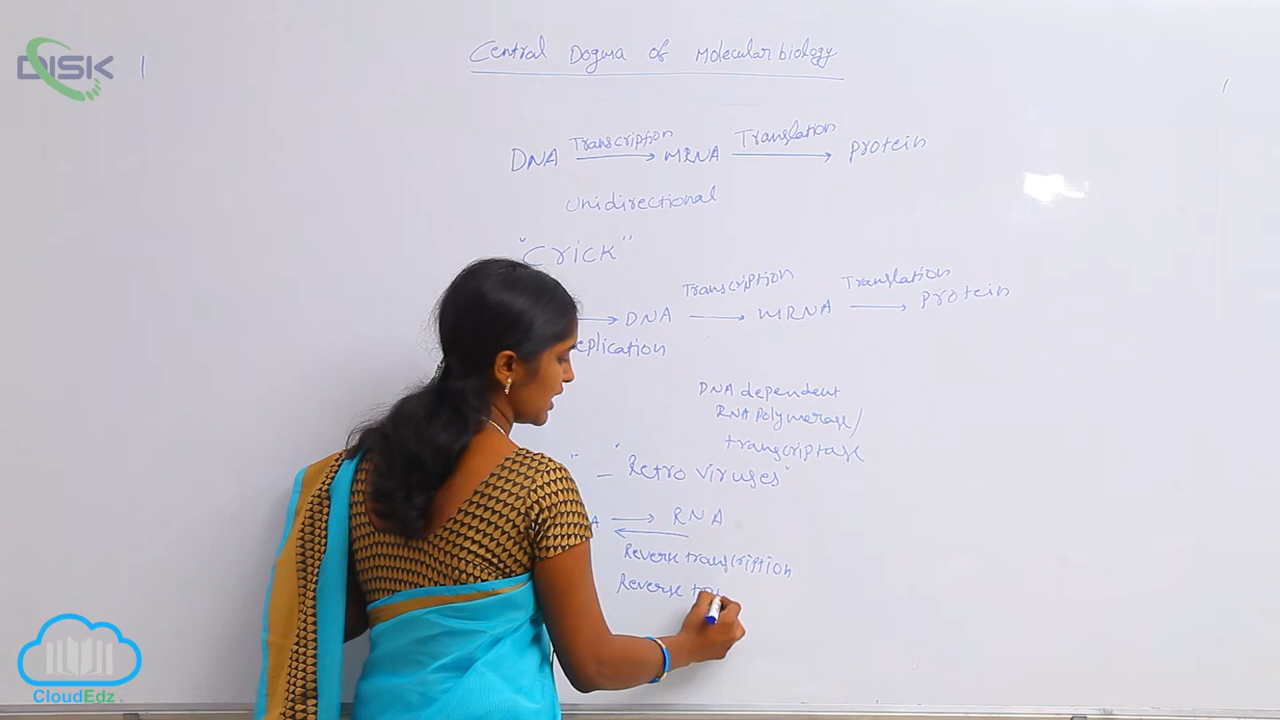 DISK
Central Dogma of Molecular biology
DNA Transcription → mRNA Translation → protein
Unidirectional
"Crick"
→ DNA Transcription → mRNA Translation → protein
eplication
DNA dependent
RNA polymerase/
transcriptase
" – "Retro viruses"
A → RNA
←
Reverse transcription
Reverse tra
CloudEdz